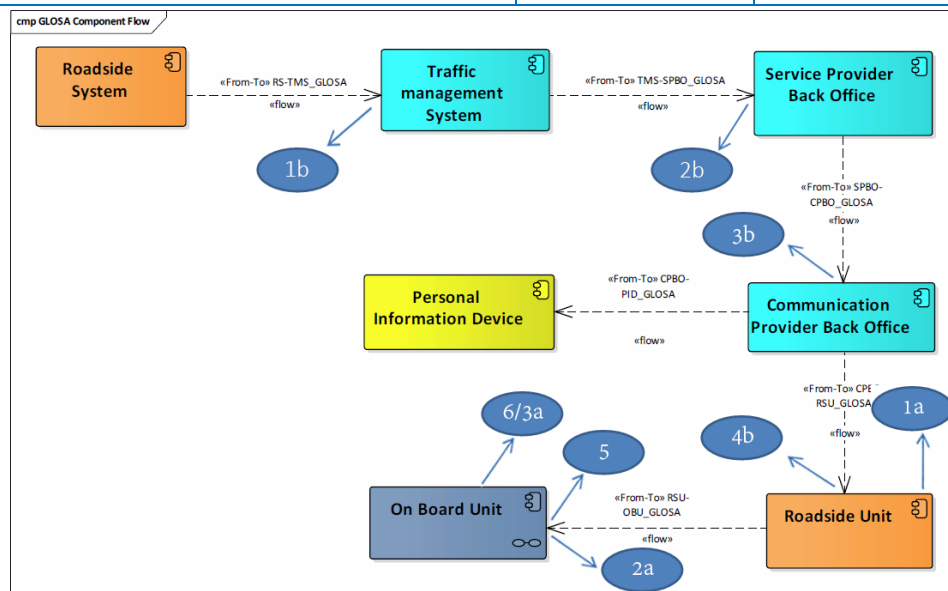 cmp GLOSA Component Flow
Roadside
System
«From-To» RS-TMS_GLOSA
«flow»
Traffic
management
System
«From-To» TMS-SPBO_GLOSA
«flow»
Service Provider
Back Office
1b
2b
«From-To» SPBO-
CPBO_GLOSA
«flow»
3b
Personal
Information Device
«From-To» CPBO-
PID_GLOSA
«flow»
Communication
Provider Back Office
«From-To»
RSU_GLOSA
«flow»
1a
6/3a
5
4b
On Board Unit
«From-To» RSU-
OBU_GLOSA
«flow»
Roadside Unit
2a